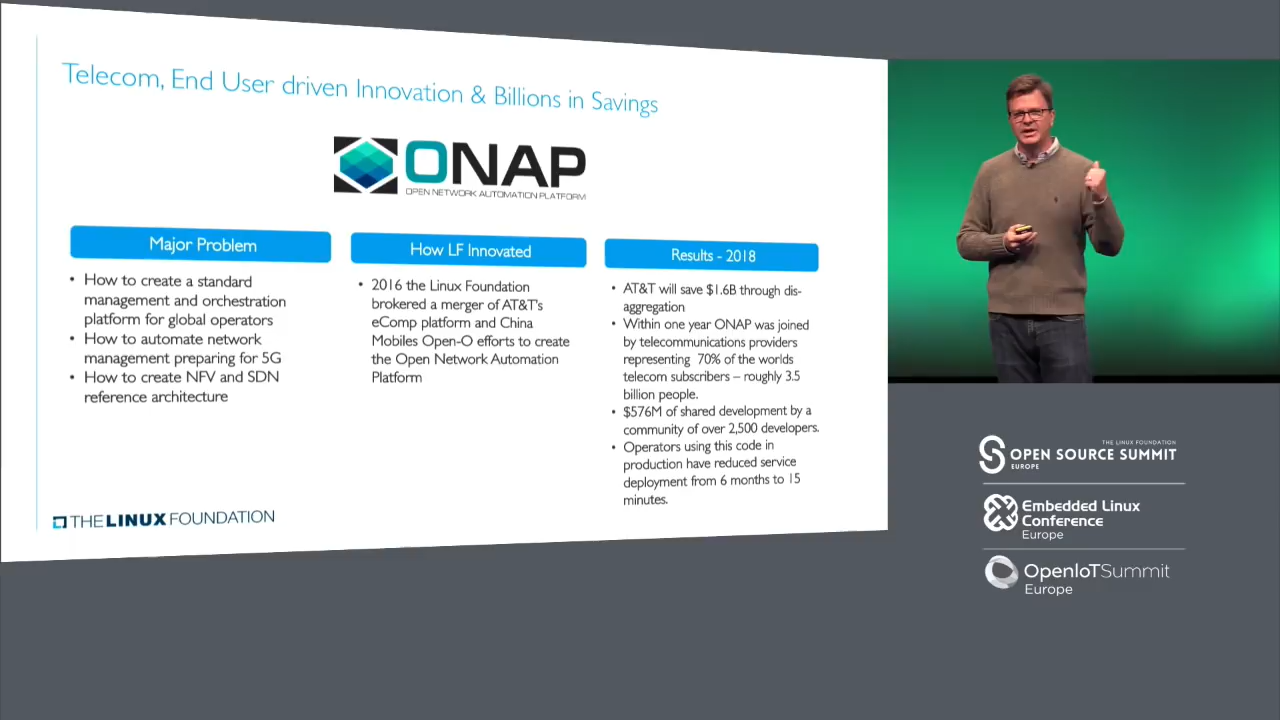 Telecom, End User driven Innovation & Billions in Savings
ONAP
OPEN NETWORK AUTOMATION PLATFORM
Major Problem
• How to create a standard
management and orchestration
platform for global operators
• How to automate network
management preparing for 5G
• How to create NFV and SDN
reference architecture
How LF Innovated
• 2016 the Linux Foundation
brokered a merger of AT&T's
eComp platform and China
Mobiles Open-O efforts to create
the Open Network Automation
Platform
Results - 2018
• AT&T will save $1.6B through dis-
aggregation
• Within one year ONAP was joined
by telecommunications providers
representing 70% of the worlds
telecom subscribers – roughly 3.5
billion people.
• $576M of shared development by a
community of over 2,500 developers.
• Operators using this code in
production have reduced service
deployment from 6 months to 15
minutes.
THE LINUX FOUNDATION
THE LINUX FOUNDATION
OPEN SOURCE SUMMIT
EUROPE
Embedded Linux
Conference
Europe
OpenIoTSummit
Europe